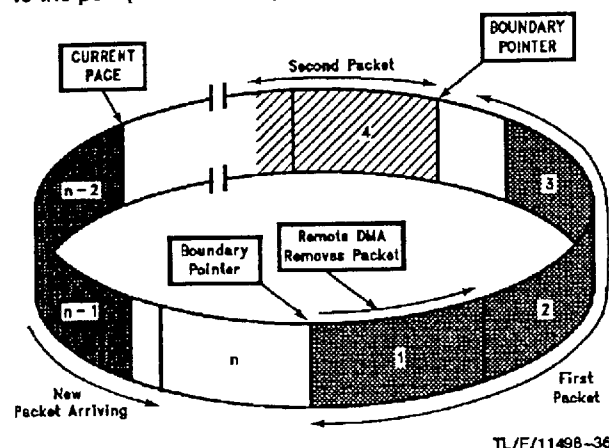 CURRENT
PAGE
Second Packet
BOUNDARY
POINTER
4
n-2
3
Boundary
Pointer
Remote DMA
Removes Packet
n-1
n
1
2
New
Packet Arriving
First
Packet
TL/F/11498-36